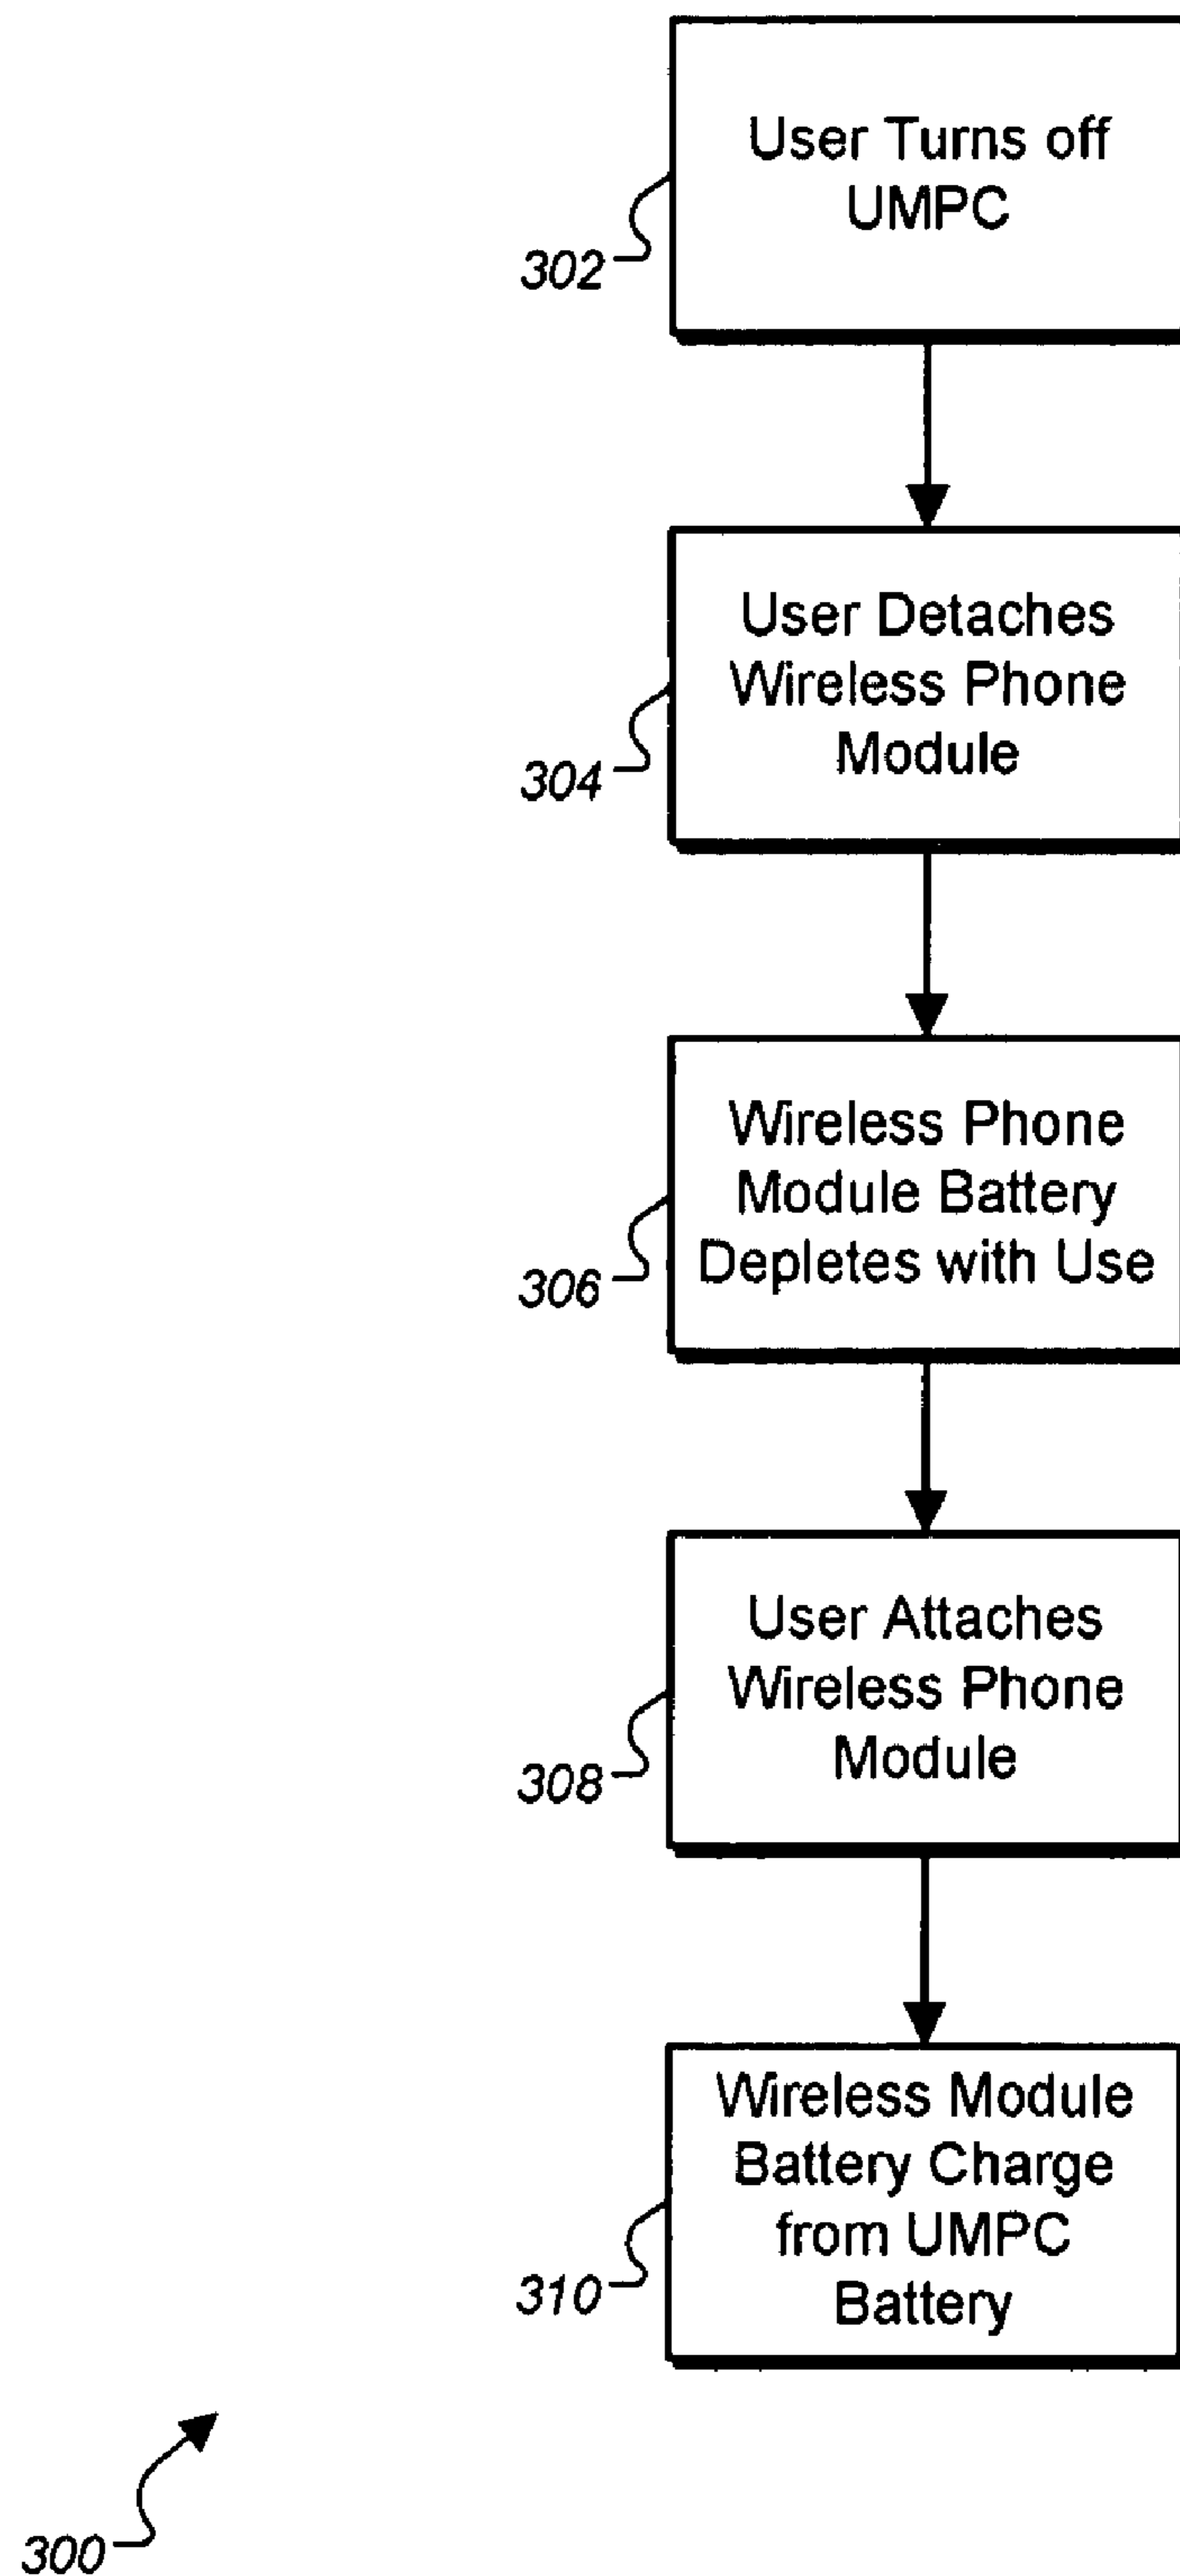 User Turns off
UMPC
302
User Detaches
Wireless Phone
Module
304
Wireless Phone
Module Battery
Depletes with Use
306
User Attaches
Wireless Phone
Module
308
Wireless Module
Battery Charge
from UMPC
Battery
310
300